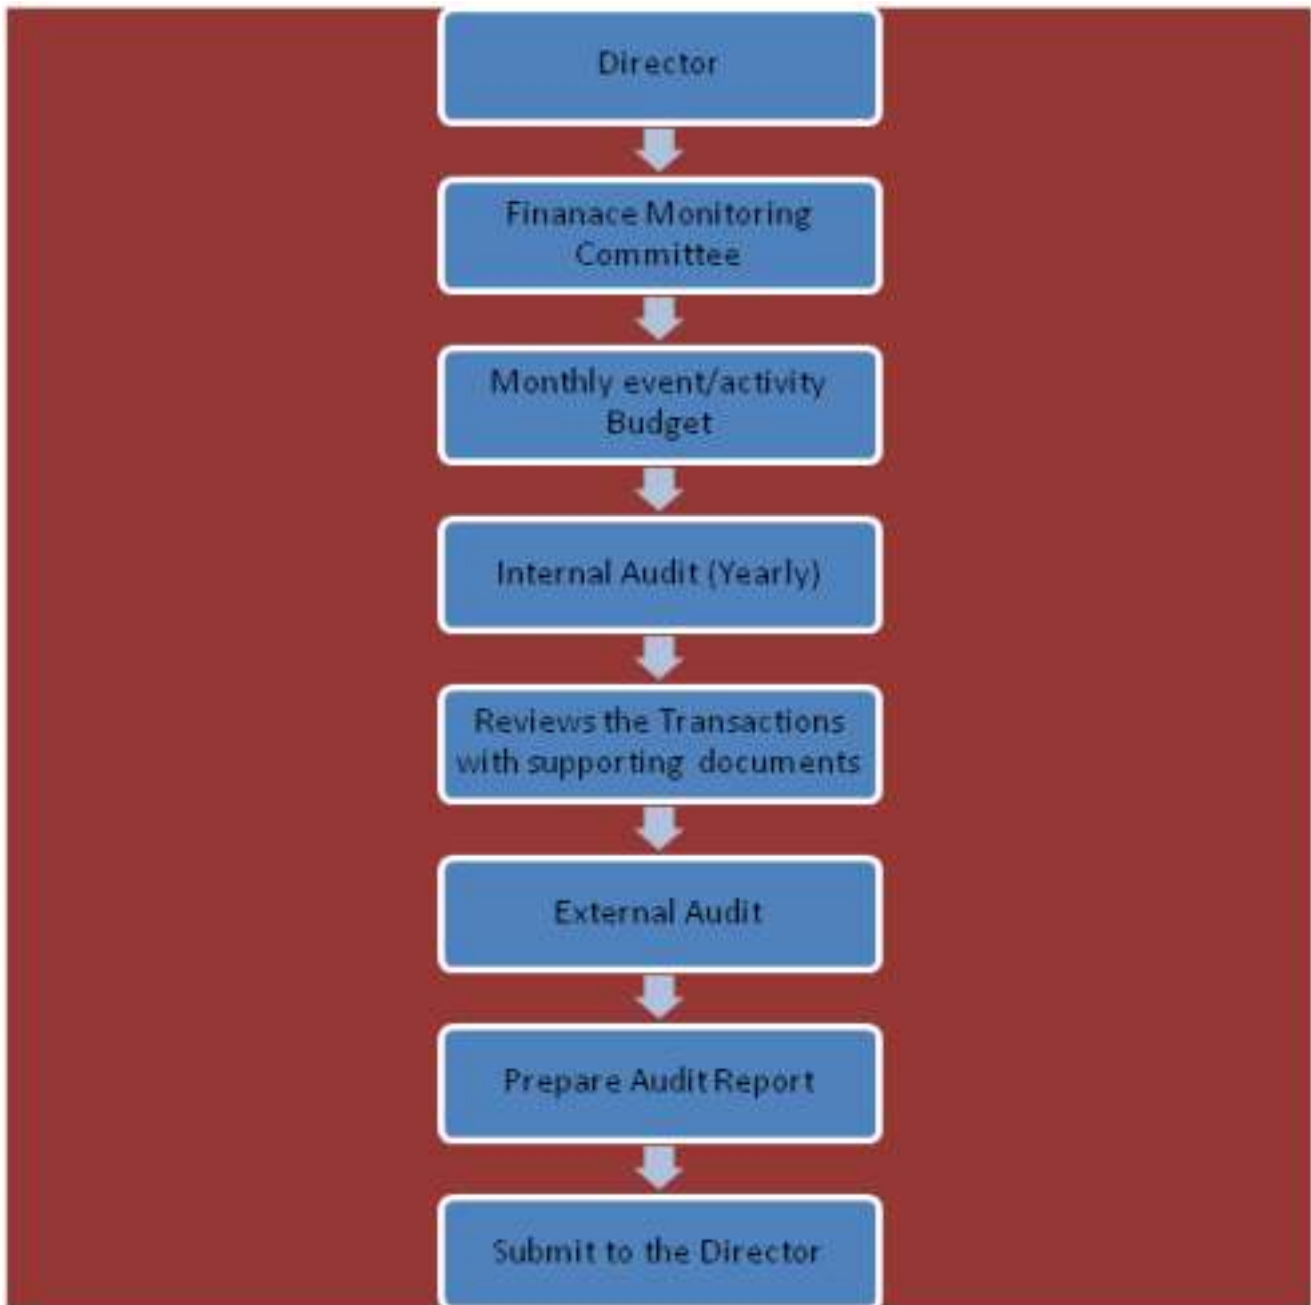 Director
Finanace Monitoring
Committee
Monthly event/activity
Budget
Internal Audit (Yearly)
Reviews the Transactions
with supporting documents
External Audit
Prepare Audit Report
Submit to the Director